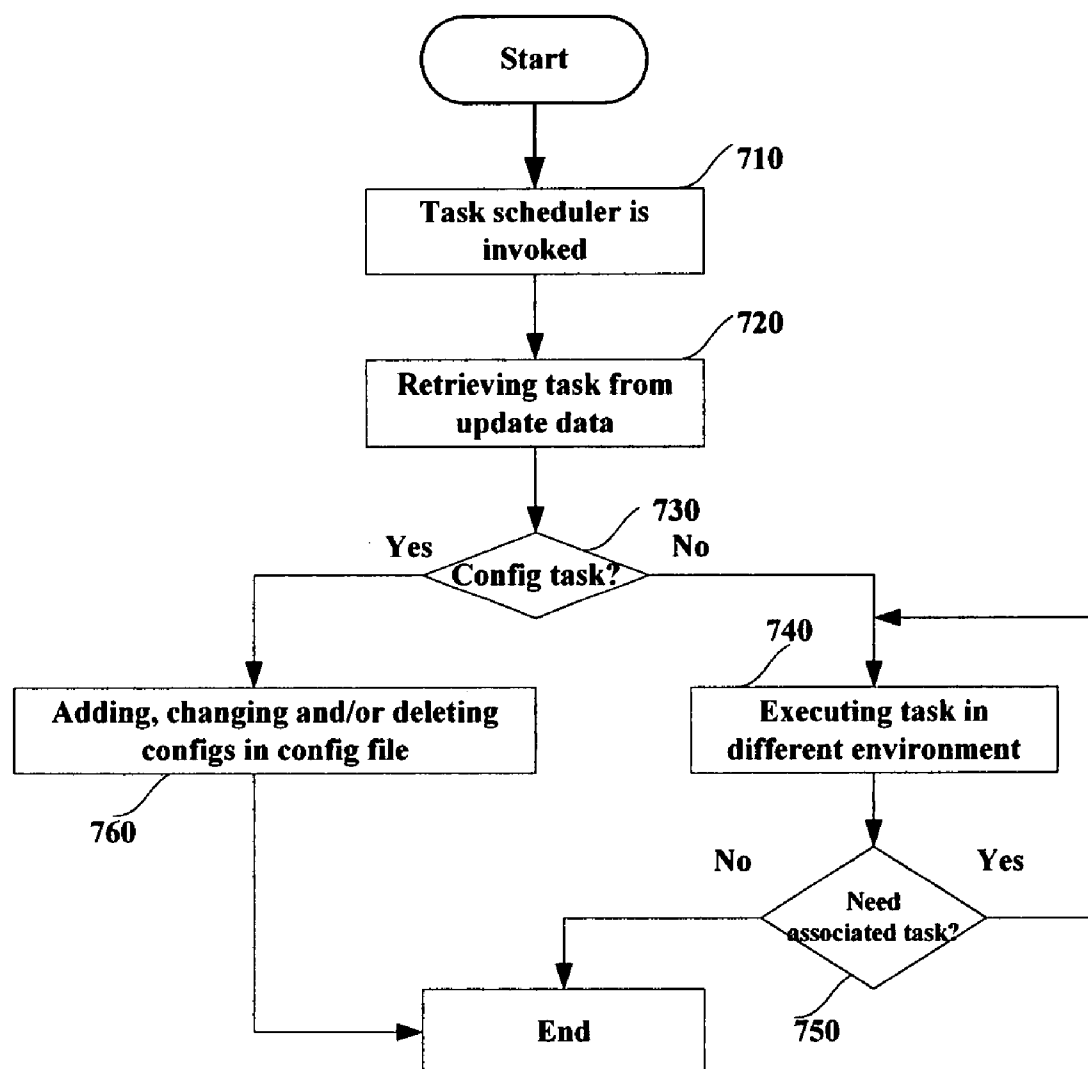 Start
710
Task scheduler is
invoked
720
Retrieving task from
update data
730
Yes
No
Config task?
740
Adding, changing and/or deleting
configs in config file
Executing task in
different environment
760
No
Yes
Need
associated task?
750
End